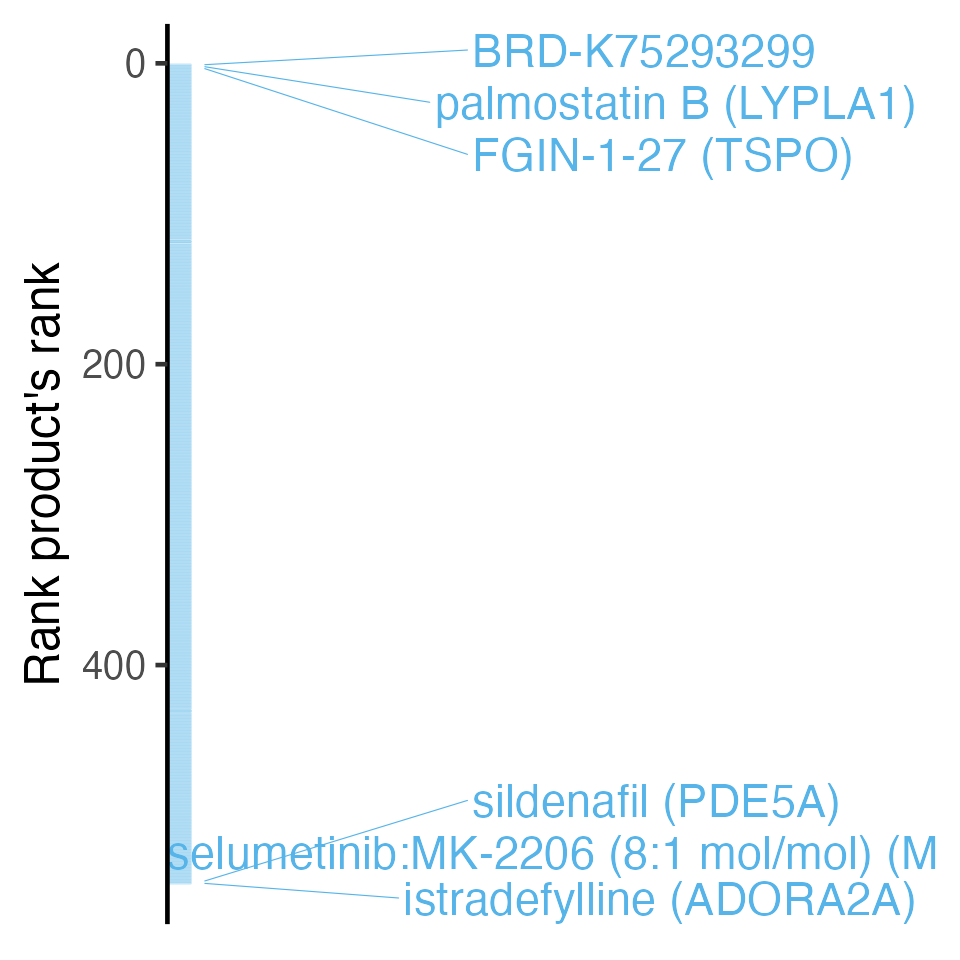 BRD-K75293299
0
palmostatin B (LYPLA1)
FGIN-1-27 (TSPO)
Rank product's rank
200
400
sildenafil (PDE5A)
selumetinib:MK-2206 (8:1 mol/mol) (M
istradefylline (ADORA2A)